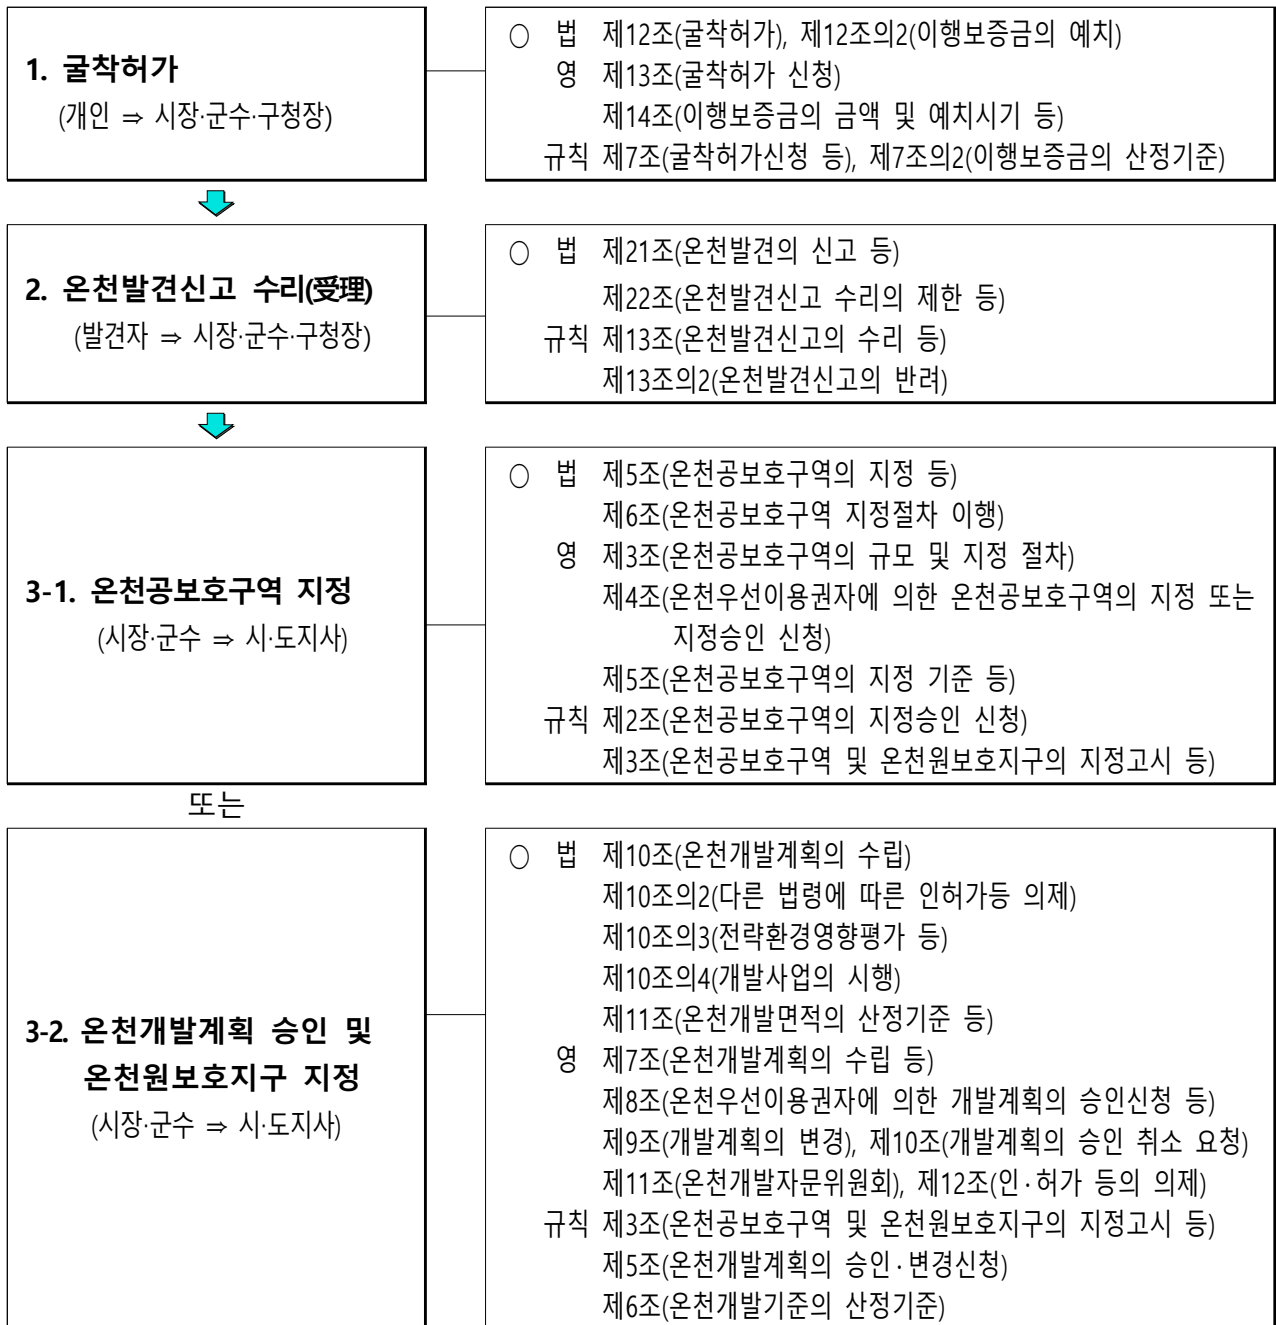 1. 굴착허가
(개인 ⇒ 시장·군수·구청장)
○ 법 제12조(굴착허가), 제12조의2(이행보증금의 예치)
영 제13조(굴착허가 신청)
제14조(이행보증금의 금액 및 예치시기 등)
규칙 제7조(굴착허가신청 등), 제7조의2(이행보증금의 산정기준)
2. 온천발견신고 수리(受理)
(발견자 ⇒ 시장·군수·구청장)
○ 법 제21조(온천발견의 신고 등)
제22조(온천발견신고 수리의 제한 등)
규칙 제13조(온천발견신고의 수리 등)
제13조의2(온천발견신고의 반려)
3-1. 온천공보호구역 지정
(시장·군수 ⇒ 시·도지사)
○ 법 제5조(온천공보호구역의 지정 등)
제6조(온천공보호구역 지정절차 이행)
영 제3조(온천공보호구역의 규모 및 지정 절차)
제4조(온천우선이용권자에 의한 온천공보호구역의 지정 또는
지정승인 신청)
제5조(온천공보호구역의 지정 기준 등)
규칙 제2조(온천공보호구역의 지정승인 신청)
제3조(온천공보호구역 및 온천원보호지구의 지정고시 등)
또는
3-2. 온천개발계획 승인 및
온천원보호지구 지정
(시장·군수 ⇒ 시·도지사)
○ 법 제10조(온천개발계획의 수립)
제10조의2(다른 법령에 따른 인허가등 의제)
제10조의3(전략환경영향평가 등)
제10조의4(개발사업의 시행)
제11조(온천개발면적의 산정기준 등)
영 제7조(온천개발계획의 수립 등)
제8조(온천우선이용권자에 의한 개발계획의 승인신청 등)
제9조(개발계획의 변경), 제10조(개발계획의 승인 취소 요청)
제11조(온천개발자문위원회), 제12조(인·허가 등의 의제)
규칙 제3조(온천공보호구역 및 온천원보호지구의 지정고시 등)
제5조(온천개발계획의 승인·변경신청)
제6조(온천개발기준의 산정기준)